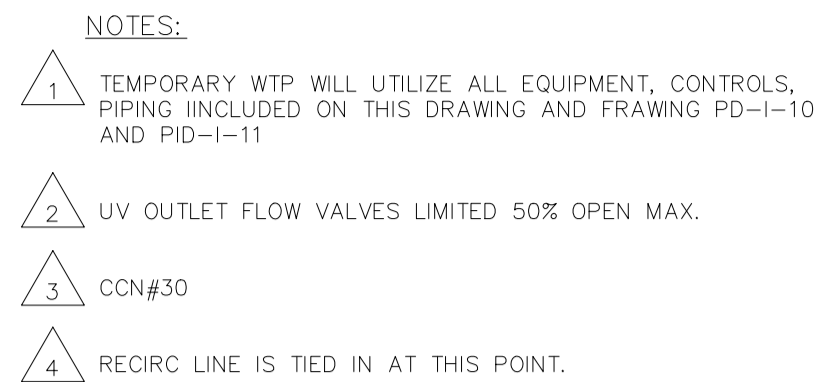 NOTES:
1 TEMPORARY WTP WILL UTILIZE ALL EQUIPMENT, CONTROLS,
PIPING IINCLUDED ON THIS DRAWING AND FRAWING PD-I-10
AND PID-I-11
2 UV OUTLET FLOW VALVES LIMITED 50% OPEN MAX.
3 CCN#30
4 RECIRC LINE IS TIED IN AT THIS POINT.